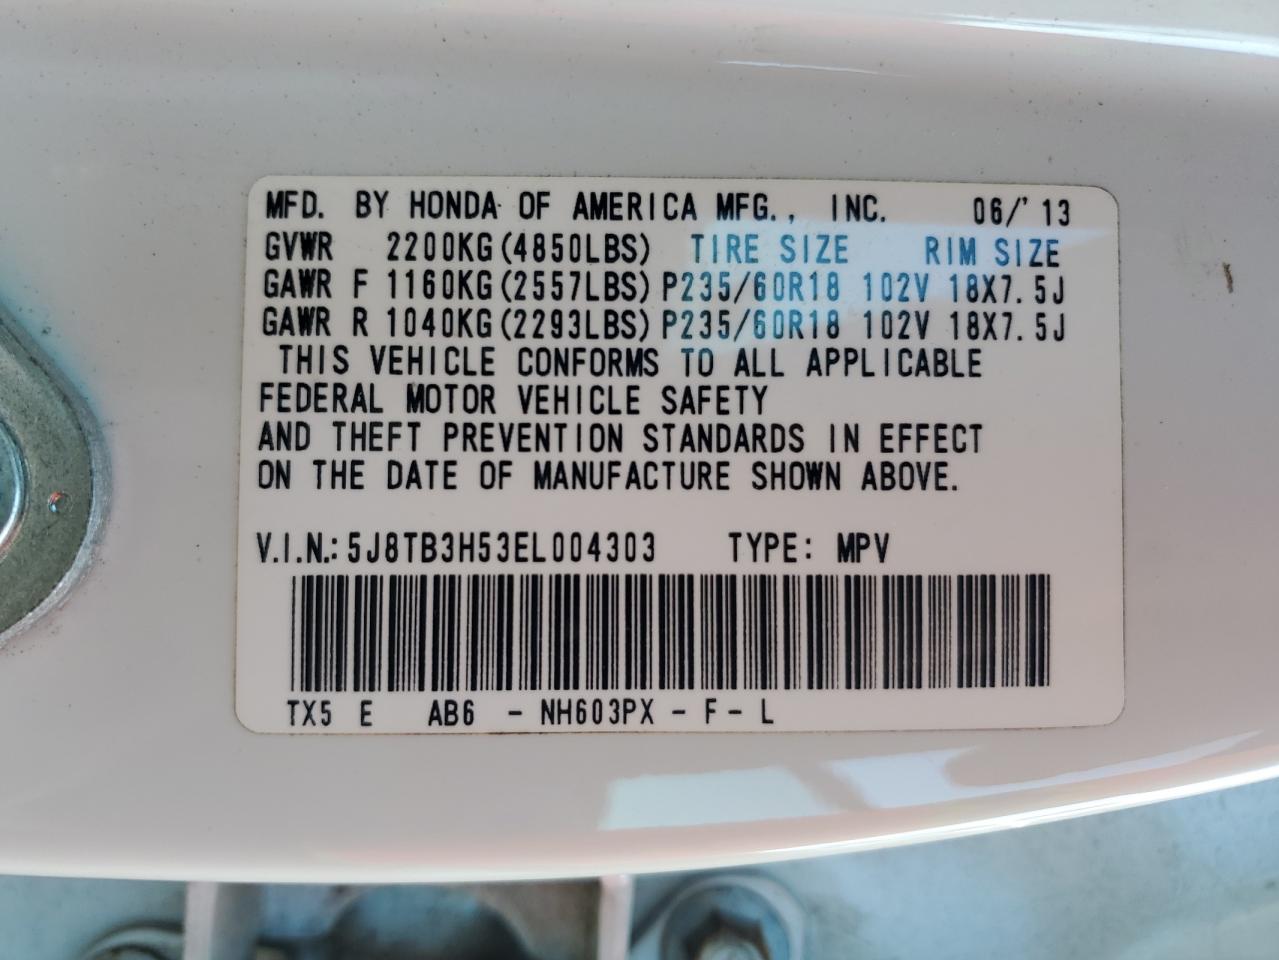 MFD. BY HONDA OF AMERICA MFG., INC. 06/'13
GVWR 2200KG(4850LBS) TIRE SIZE RIM SIZE
GAWR F 1160KG(2557LBS) P235/60R18 102V 18X7.5J
GAWR R 1040KG(2293LBS) P235/60R18 102V 18X7.5J
THIS VEHICLE CONFORMS TO ALL APPLICABLE
FEDERAL MOTOR VEHICLE SAFETY
AND THEFT PREVENTION STANDARDS IN EFFECT
ON THE DATE OF MANUFACTURE SHOWN ABOVE.
V.I.N.: 5J8TB3H53EL004303 TYPE: MPV
TX5 E AB6 - NH603PX - F - L